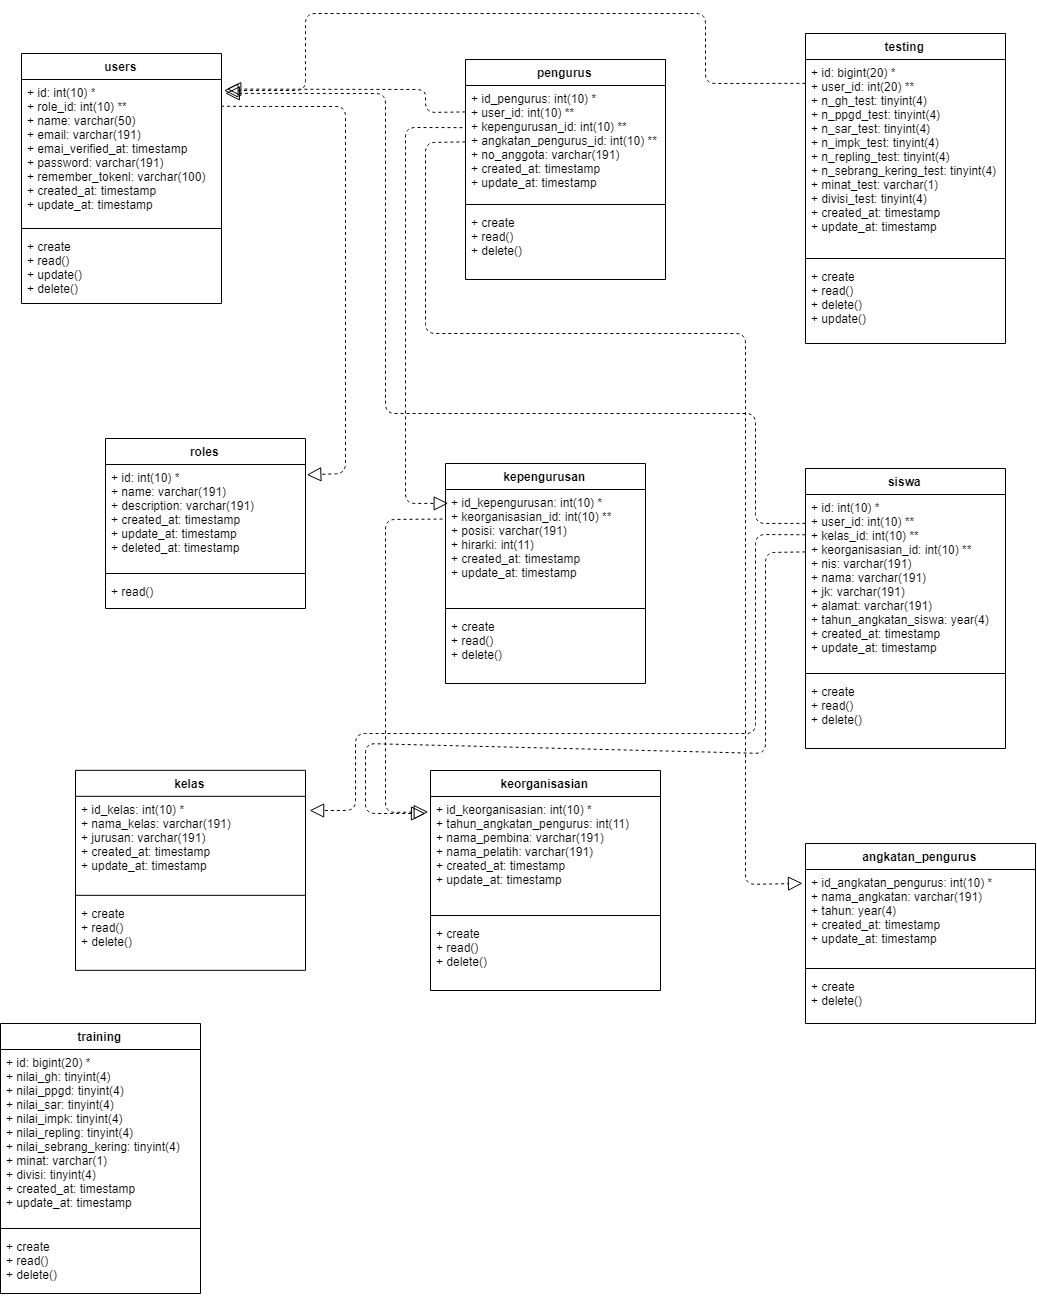 users
+ id: int(10) *
+ role_id: int(10) **
+ name: varchar(50)
+ email: varchar(191)
+ emai_verified_at: timestamp
+ password: varchar(191)
+ remember_tokenl: varchar(100)
+ created_at: timestamp
+ update_at: timestamp
+ create
+ read()
+ update()
+ delete()
pengurus
+ id_pengurus: int(10) *
+ user_id: int(10) **
+ kepengurusan_id: int(10) **
+ angkatan_pengurus_id: int(10) **
+ no_anggota: varchar(191)
+ created_at: timestamp
+ update_at: timestamp
+ create
+ read()
+ delete()
testing
+ id: bigint(20) *
+ user_id: int(20) **
+ n_gh_test: tinyint(4)
+ n_ppgd_test: tinyint(4)
+ n_sar_test: tinyint(4)
+ n_impk_test: tinyint(4)
+ n_repling_test: tinyint(4)
+ n_sebrang_kering_test: tinyint(4)
+ minat_test: varchar(1)
+ divisi_test: tinyint(4)
+ created_at: timestamp
+ update_at: timestamp
+ create
+ read()
+ delete()
+ update()
roles
+ id: int(10) *
+ name: varchar(191)
+ description: varchar(191)
+ created_at: timestamp
+ update_at: timestamp
+ deleted_at: timestamp
+ read()
kepengurusan
+ id_kepengurusan: int(10) *
+ keorganisasian_id: int(10) **
+ posisi: varchar(191)
+ hirarki: int(11)
+ created_at: timestamp
+ update_at: timestamp
+ create
+ read()
+ delete()
siswa
+ id: int(10) *
+ user_id: int(10) **
+ kelas_id: int(10) **
+ keorganisasian_id: int(10) **
+ nis: varchar(191)
+ nama: varchar(191)
+ jk: varchar(191)
+ alamat: varchar(191)
+ tahun_angkatan_siswa: year(4)
+ created_at: timestamp
+ update_at: timestamp
+ create
+ read()
+ delete()
kelas
+ id_kelas: int(10) *
+ nama_kelas: varchar(191)
+ jurusan: varchar(191)
+ created_at: timestamp
+ update_at: timestamp
+ create
+ read()
+ delete()
keorganisasian
+ id_keorganisasian: int(10) *
+ tahun_angkatan_pengurus: int(11)
+ nama_pembina: varchar(191)
+ nama_pelatih: varchar(191)
+ created_at: timestamp
+ update_at: timestamp
+ create
+ read()
+ delete()
angkatan_pengurus
+ id_angkatan_pengurus: int(10) *
+ nama_angkatan: varchar(191)
+ tahun: year(4)
+ created_at: timestamp
+ update_at: timestamp
+ create
+ delete()
training
+ id: bigint(20) *
+ nilai_gh: tinyint(4)
+ nilai_ppgd: tinyint(4)
+ nilai_sar: tinyint(4)
+ nilai_impk: tinyint(4)
+ nilai_repling: tinyint(4)
+ nilai_sebrang_kering: tinyint(4)
+ minat: varchar(1)
+ divisi: tinyint(4)
+ created_at: timestamp
+ update_at: timestamp
+ create
+ read()
+ delete()